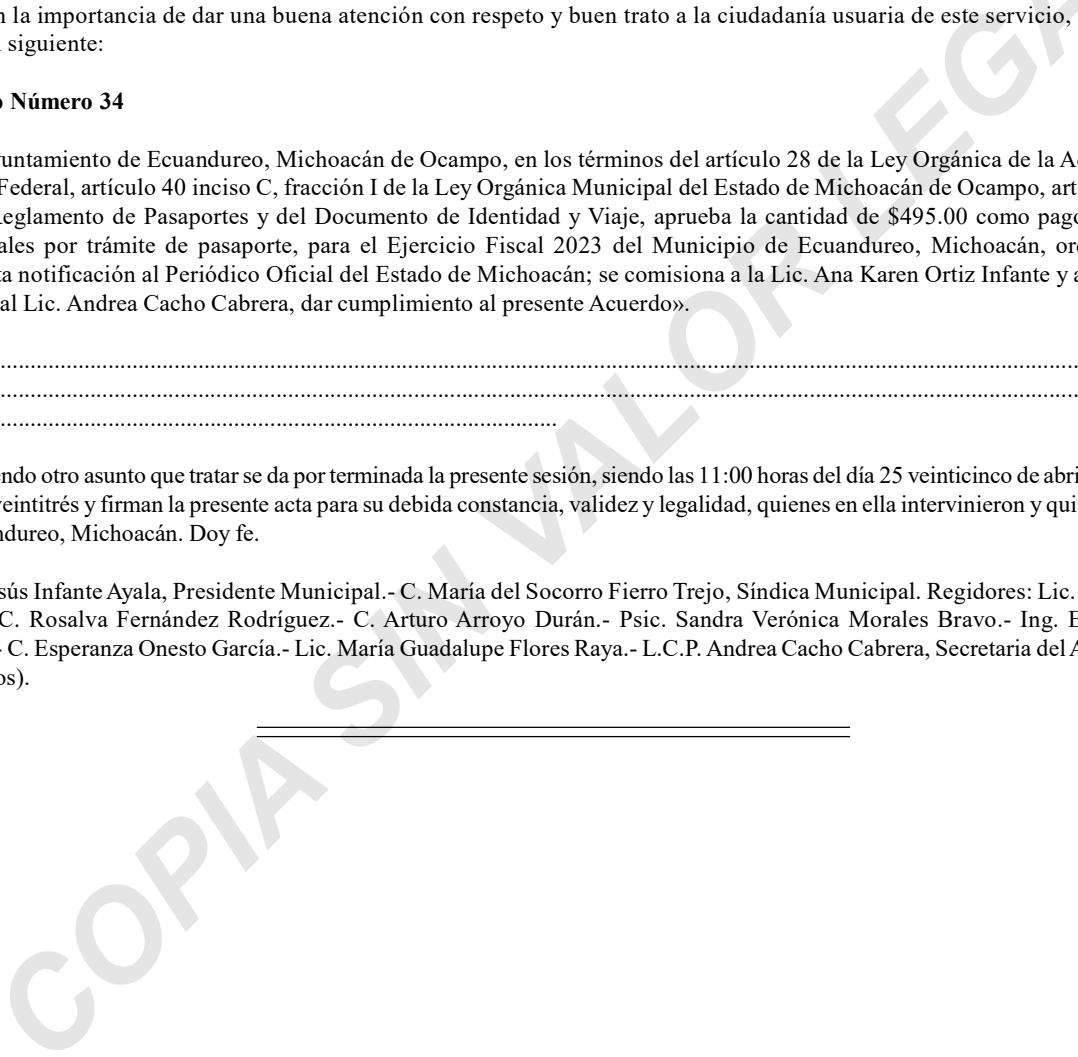 n la importancia de dar una buena atención con respeto y buen trato a la ciudadanía usuaria de este servicio,
siguiente:
o Número 34
untamiento de Ecuandureo, Michoacán de Ocampo, en los términos del artículo 28 de la Ley Orgánica de la A
Federal, artículo 40 inciso C, fracción I de la Ley Orgánica Municipal del Estado de Michoacán de Ocampo, art
Reglamento de Pasaportes y del Documento de Identidad y Viaje, aprueba la cantidad de $495.00 como pago
ales por trámite de pasaporte, para el Ejercicio Fiscal 2023 del Municipio de Ecuandureo, Michoacán, or
ta notificación al Periódico Oficial del Estado de Michoacán; se comisiona a la Lic. Ana Karen Ortiz Infante y a
al Lic. Andrea Cacho Cabrera, dar cumplimiento al presente Acuerdo».
endo otro asunto que tratar se da por terminada la presente sesión, siendo las 11:00 horas del día 25 veinticinco de abri
veintitrés y firman la presente acta para su debida constancia, validez y legalidad, quienes en ella intervinieron y qui
ndureo, Michoacán. Doy fe.
sús Infante Ayala, Presidente Municipal.- C. María del Socorro Fierro Trejo, Síndica Municipal. Regidores: Lic.
C. Rosalva Fernández Rodríguez.- C. Arturo Arroyo Durán.- Psic. Sandra Verónica Morales Bravo.- Ing. E
- C. Esperanza Onesto García.- Lic. María Guadalupe Flores Raya.- L.C.P. Andrea Cacho Cabrera, Secretaria del A
os).
COPIA SIN VALOR LEGA